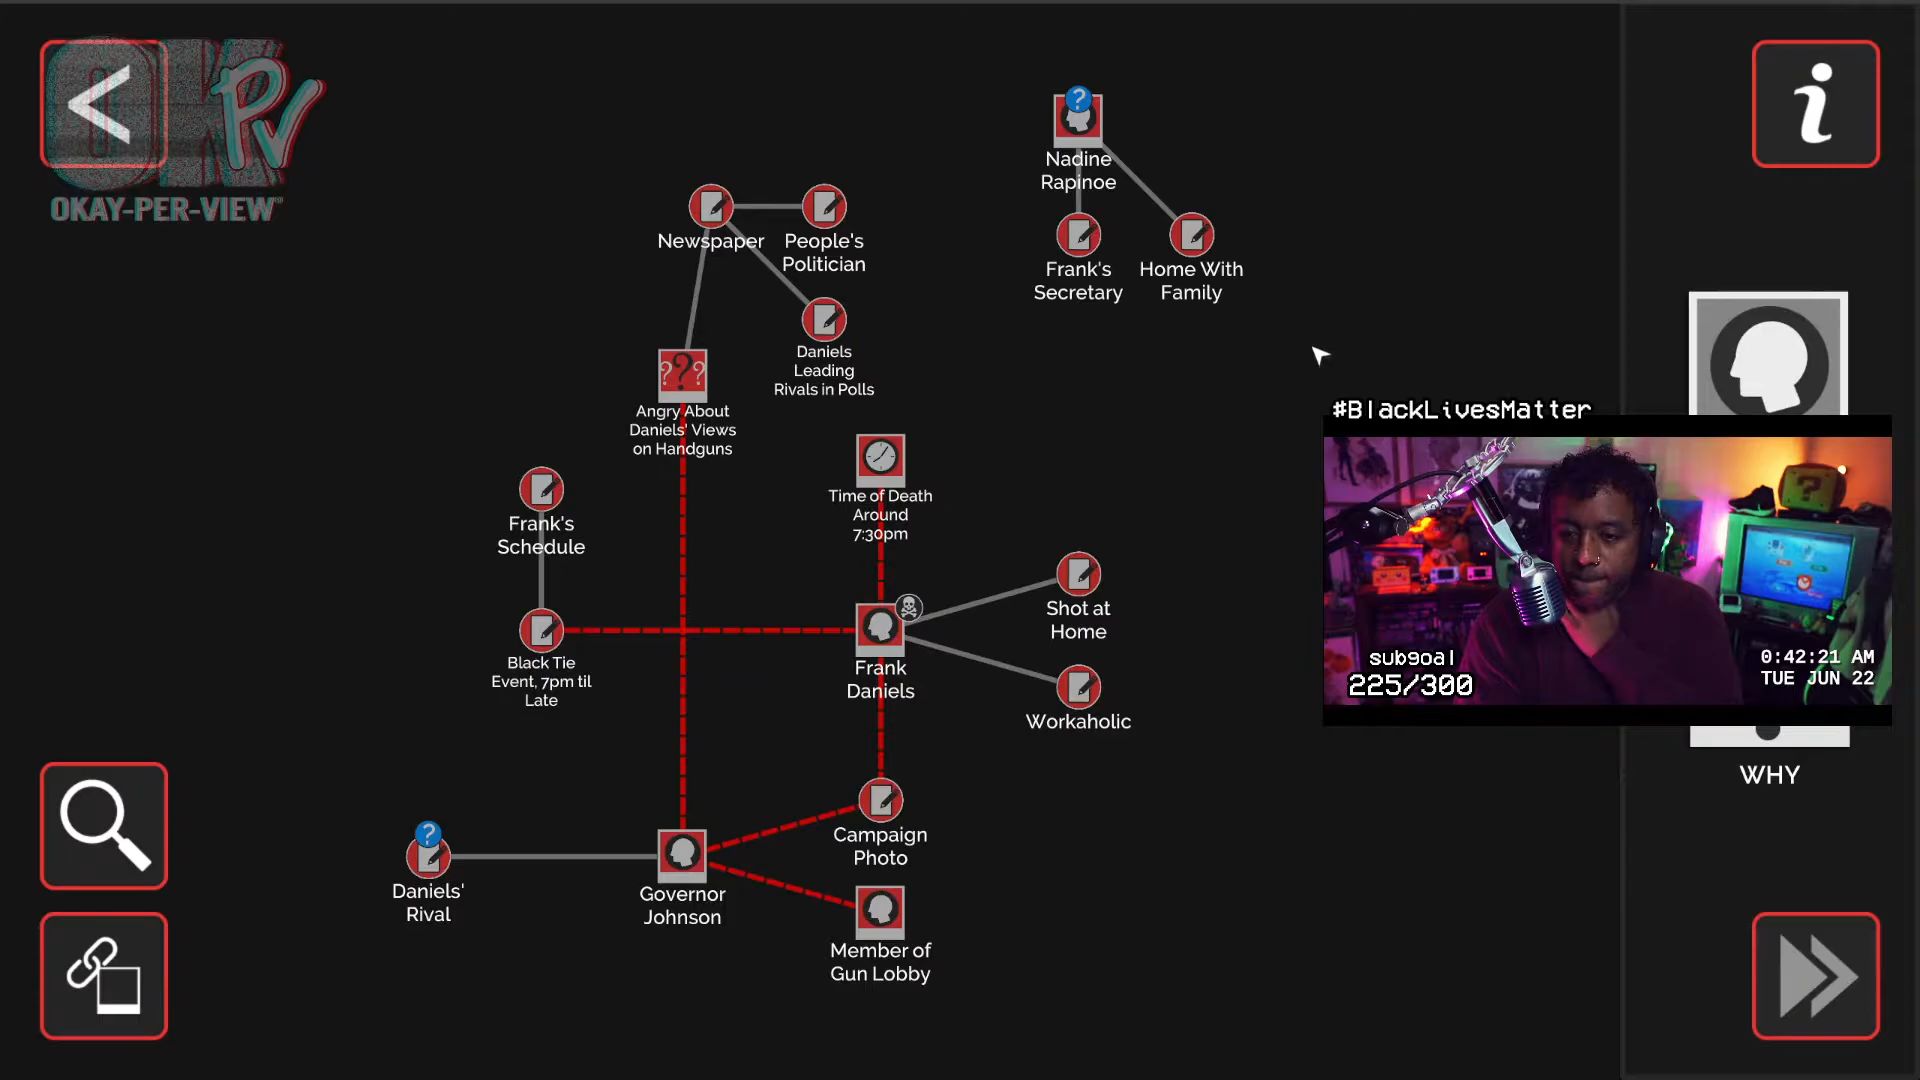 OK
PV
OKAY-PER-VIEW
i
?
Nadine
Rapinoe
Newspaper
People's
Politician
Frank's
Secretary
Home With
Family
Daniels
Leading
Rivals in Polls
???
Angry About
Daniels' Views
on Handguns
#BlackLivesMatter
Time of Death
Around
7:30pm
Frank's
Schedule
Shot at
Home
Black Tie
Event, 7pm til
Late
Frank
Daniels
Workaholic
?
subgoal
225/300
0:42:21 AM
TUE JUN 22
WHY
?
Daniels'
Rival
Governor
Johnson
Campaign
Photo
Member of
Gun Lobby